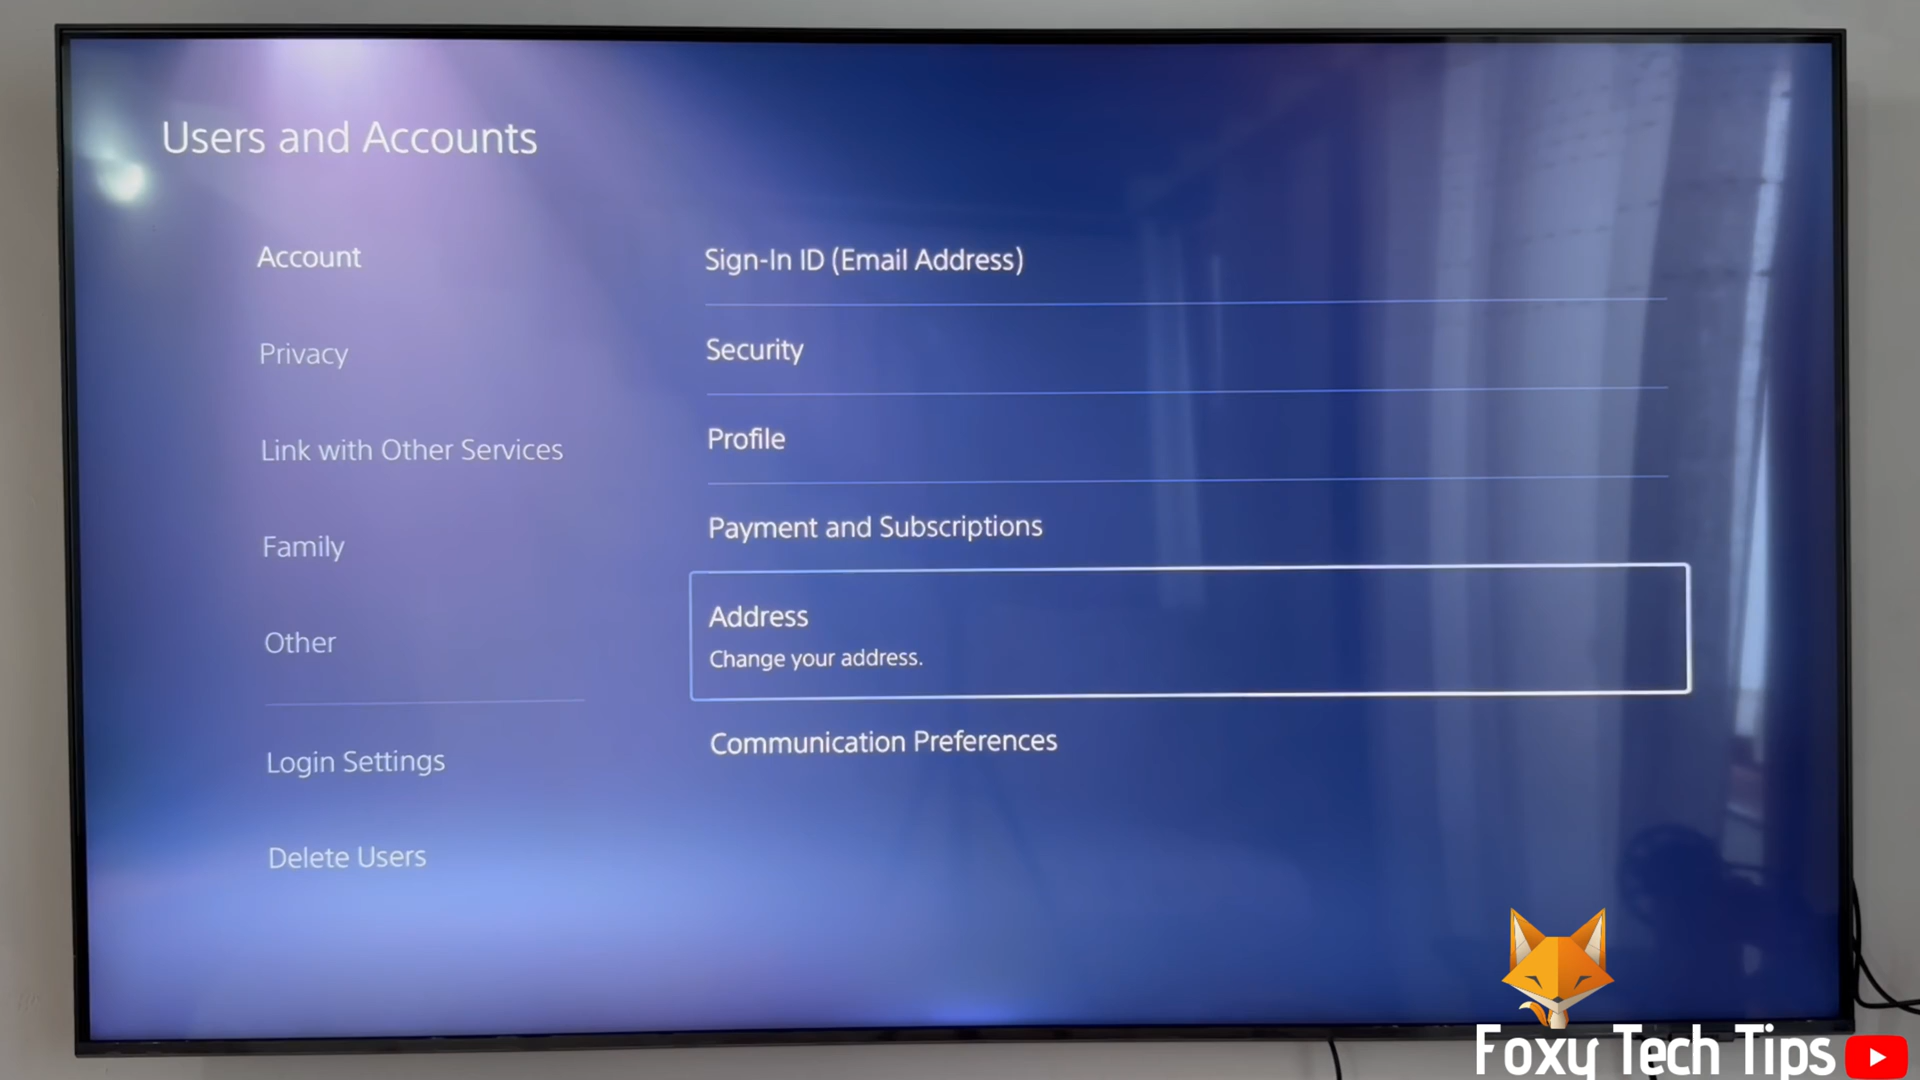 Users and Accounts
Account
Privacy
Link with Other Services
Family
Other
Login Settings
Delete Users
Sign-In ID (Email Address)
Security
Profile
Payment and Subscriptions
Address
Change your address.
Communication Preferences
Foxy Tech Tips